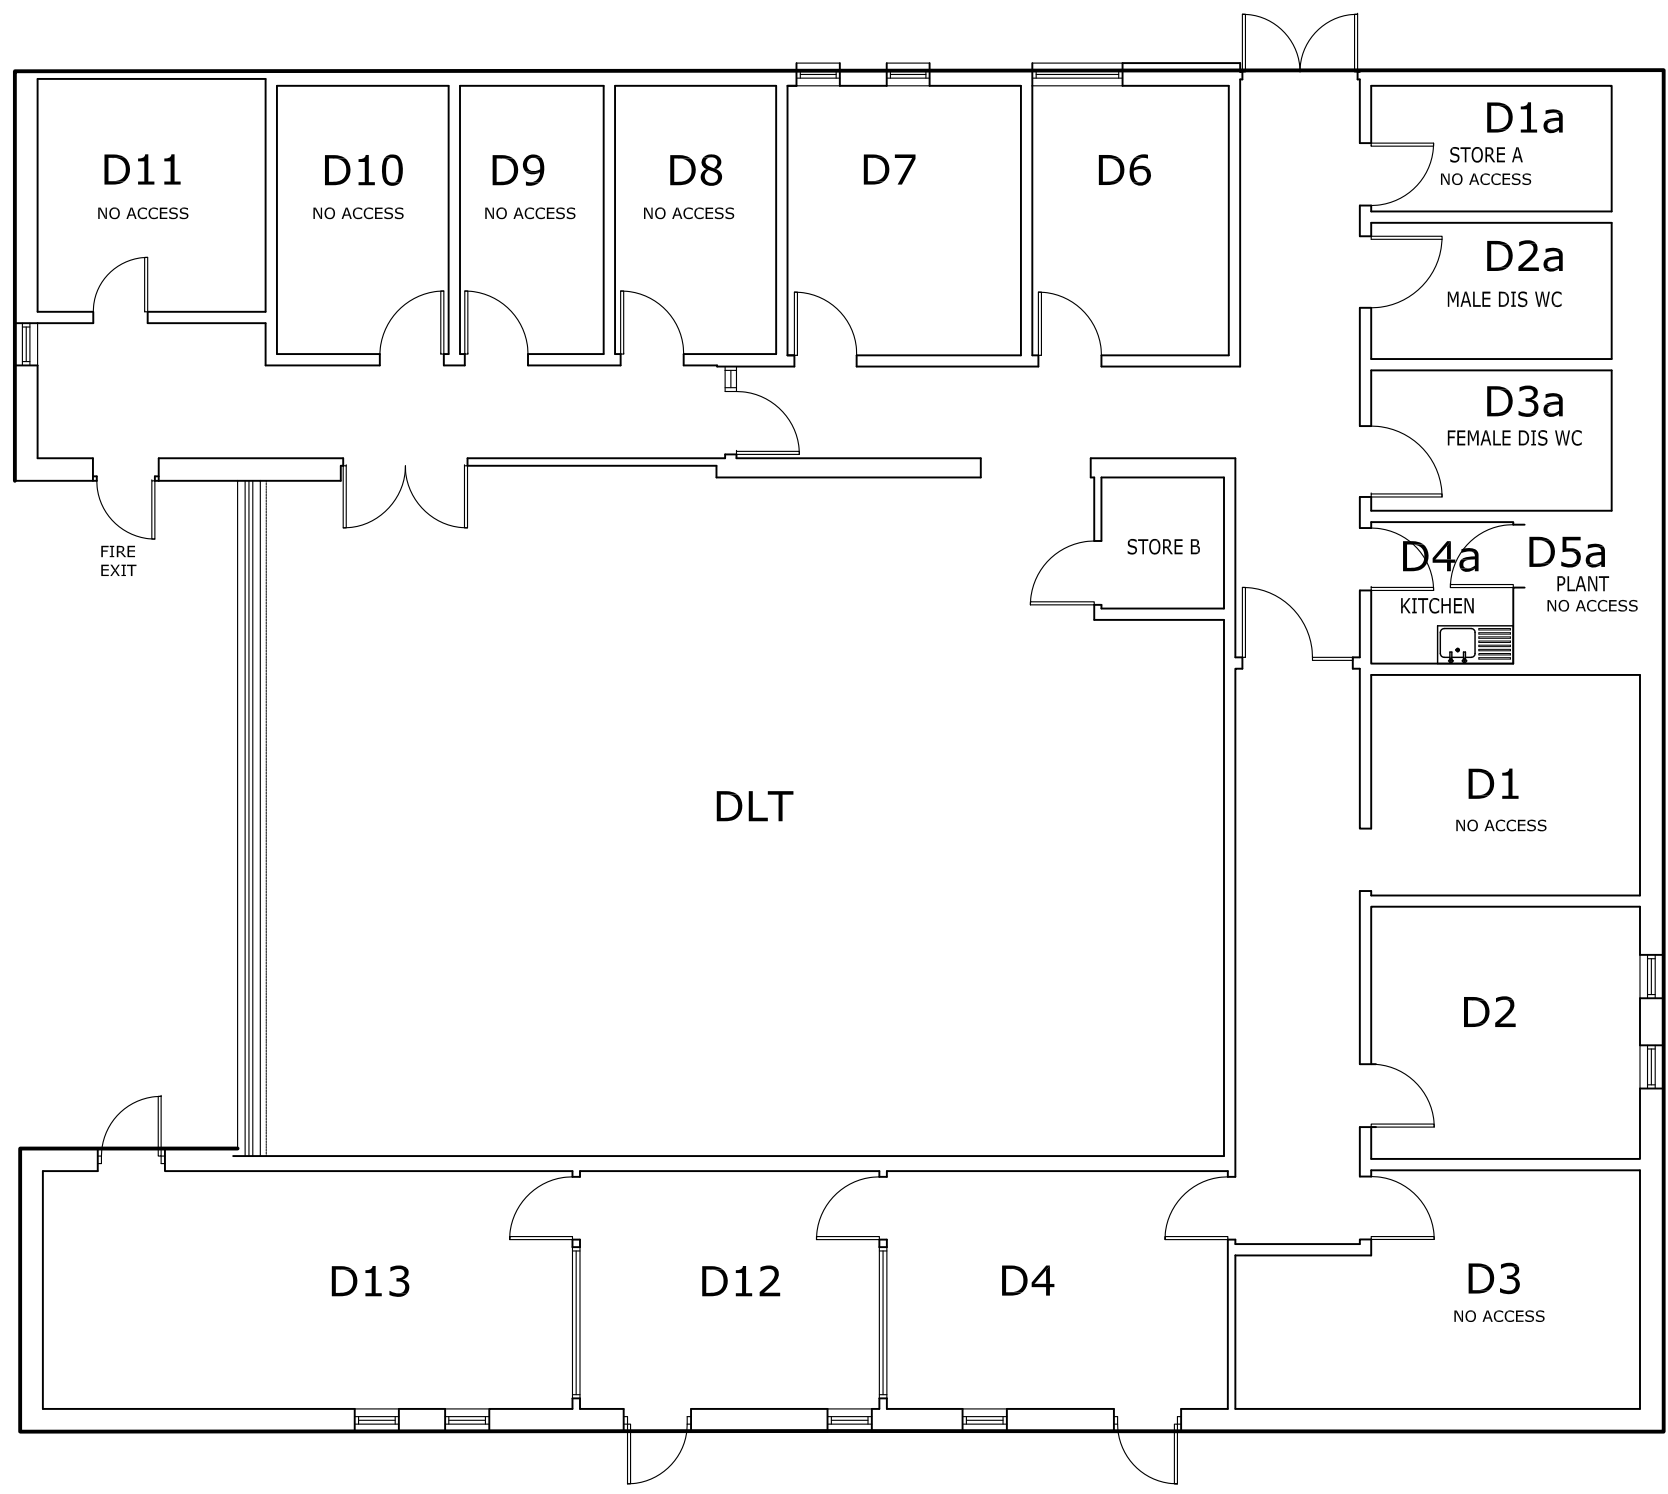 D11
NO ACCESS
D10
NO ACCESS
D9
NO ACCESS
D8
NO ACCESS
D7
D6
D1a
STORE A
NO ACCESS
D2a
MALE DIS WC
D3a
FEMALE DIS WC
D4a
KITCHEN
D5a
PLANT
NO ACCESS
FIRE
EXIT
STORE B
DLT
D1
NO ACCESS
D2
D13
D12
D4
D3
NO ACCESS